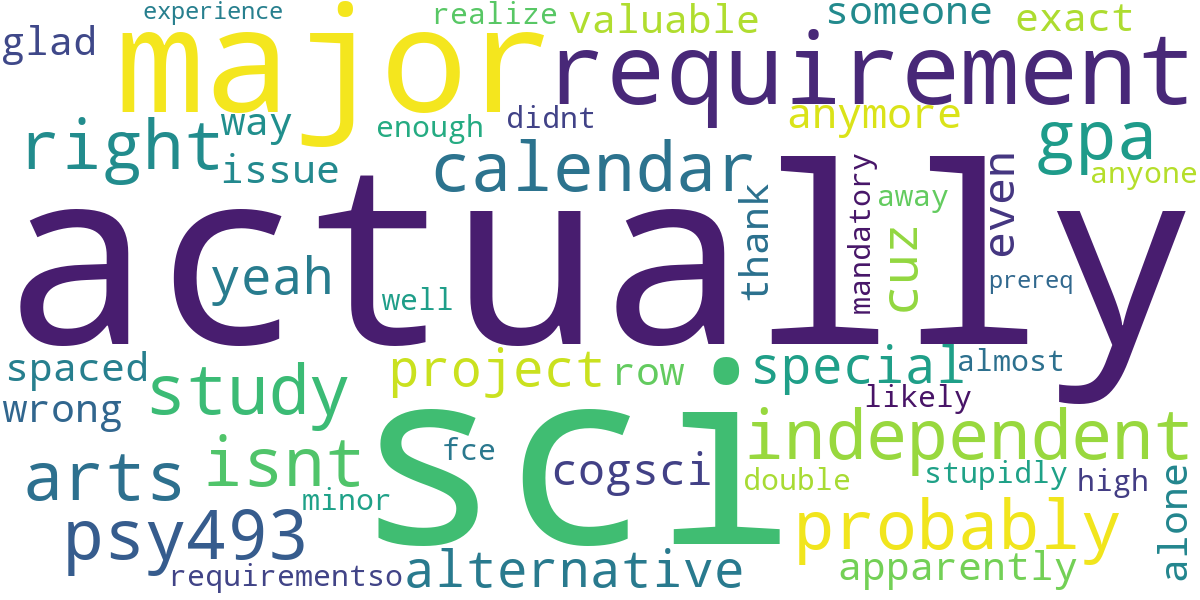 experience realize valuable someone exact
glad major requirement
right way enough didnt anymore gpa
issue calendar anyone
actually
thank mandatory away cuz even
yeah well prereq
spaced study project row special almost
wrong sci likely
arts isnt fce cogsci independent
minor double stupidly high alone
psy493 probably
requirementso alternative apparently